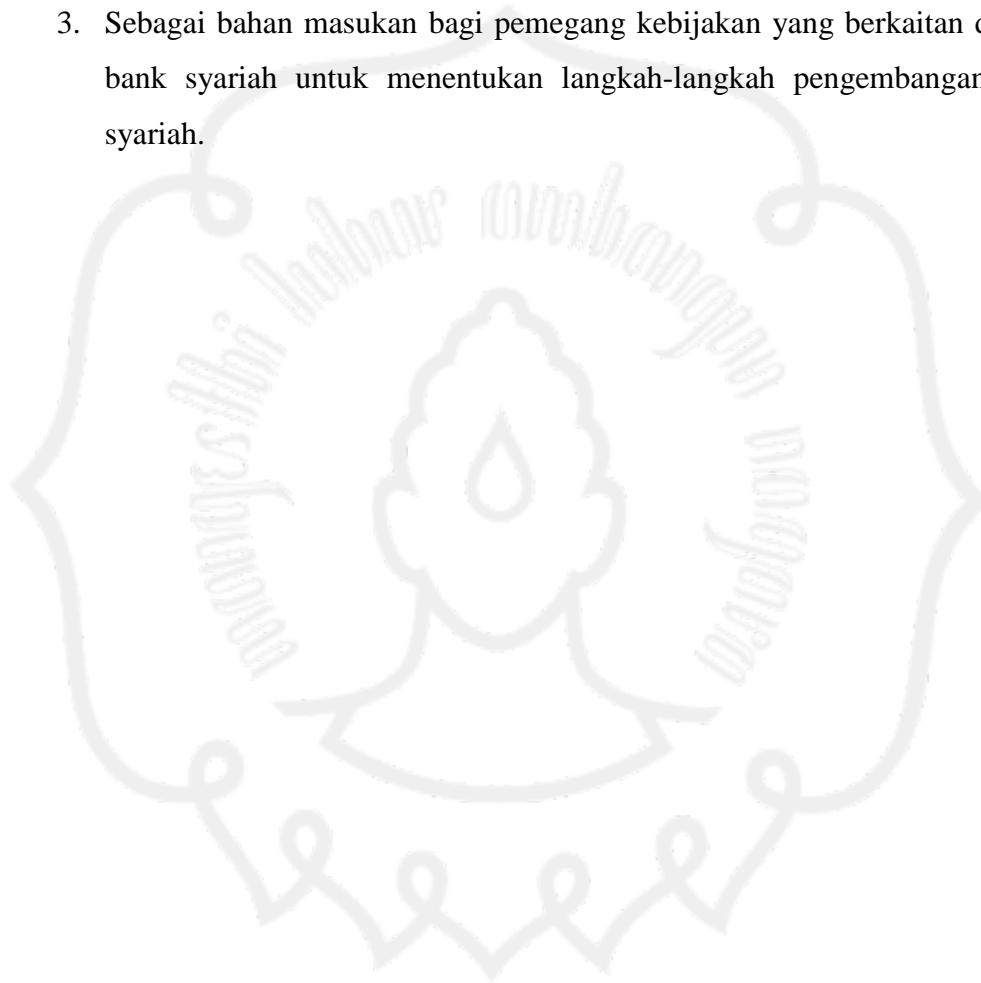 3. Sebagai bahan masukan bagi pemegang kebijakan yang berkaitan
bank syariah untuk menentukan langkah-langkah pengembangan
syariah.